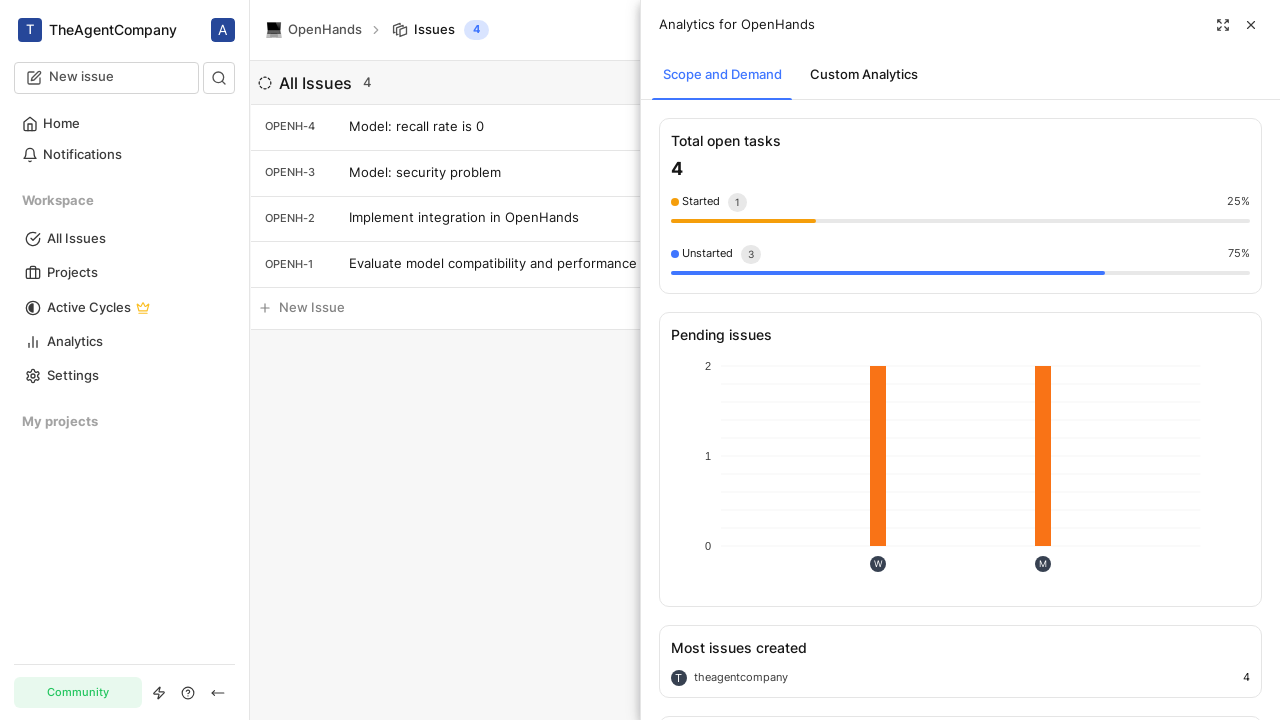 T TheAgentCompany A
New issue
Home
Notifications
Workspace
All Issues
Projects
Active Cycles
Analytics
Settings
My projects
Community
OpenHands Issues 4
All Issues 4
OPENH-4 Model: recall rate is 0
OPENH-3 Model: security problem
OPENH-2 Implement integration in OpenHands
OPENH-1 Evaluate model compatibility and performance
New Issue
Analytics for OpenHands
Scope and Demand Custom Analytics
Total open tasks
4
Started 1 25%
Unstarted 3 75%
Pending issues
2
1
0
W M
Most issues created
T theagentcompany 4